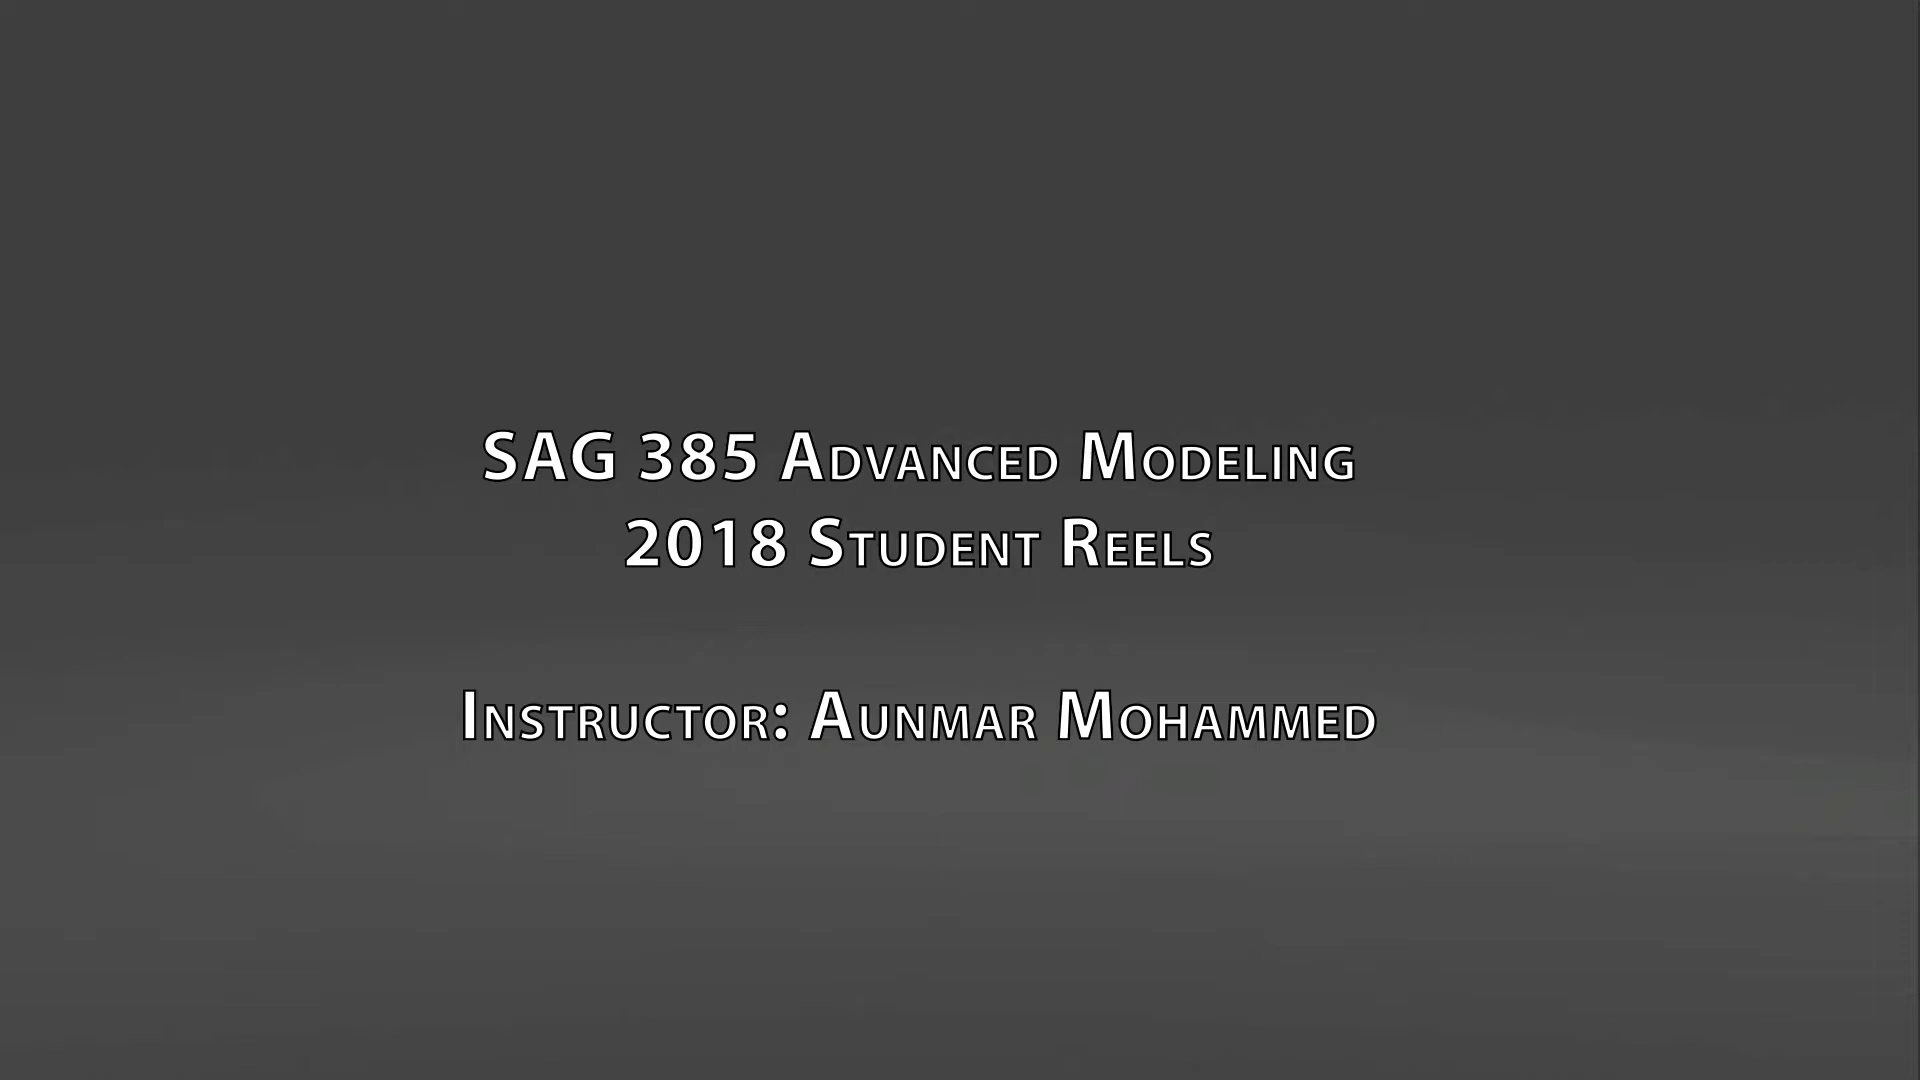 SAG 385 Advanced Modeling
2018 Student Reels
Instructor: Aunmar Mohammed